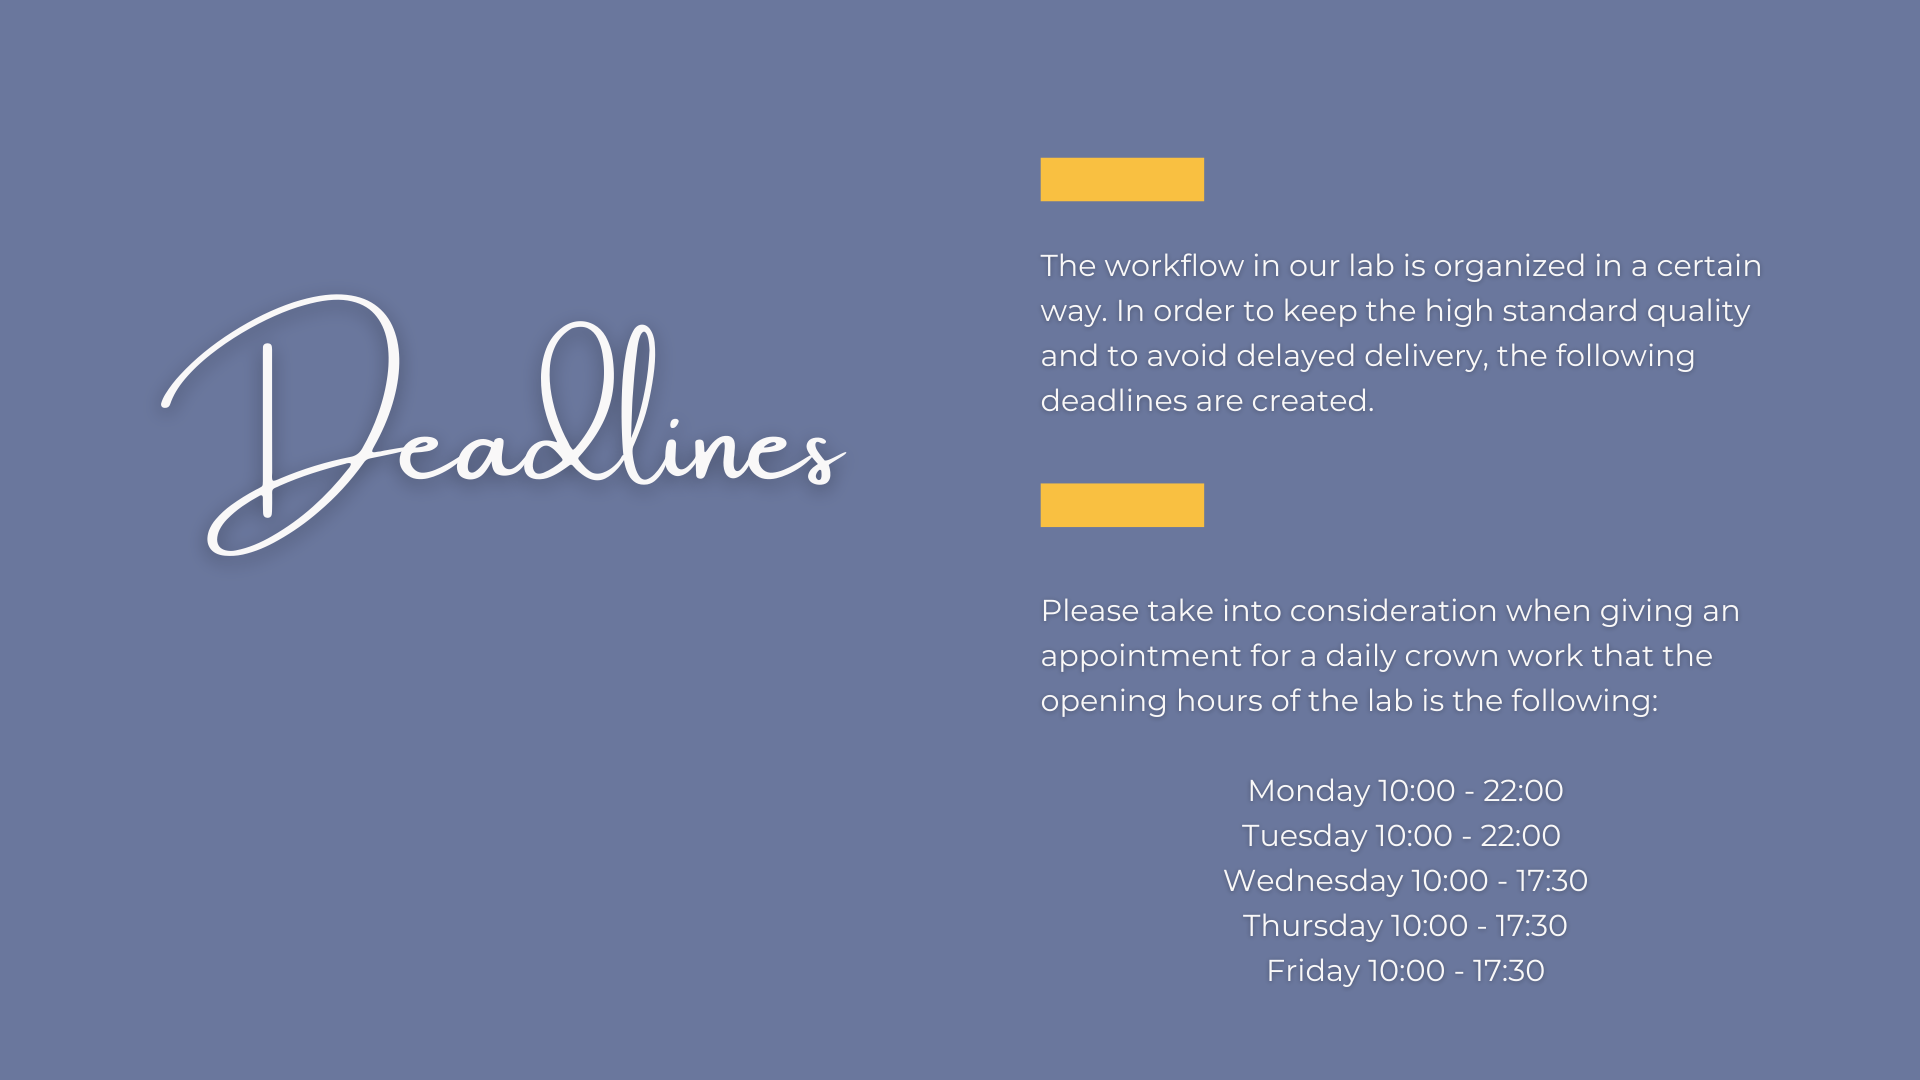 Deadlines
The workflow in our lab is organized in a certain
way. In order to keep the high standard quality
and to avoid delayed delivery, the following
deadlines are created.
Please take into consideration when giving an
appointment for a daily crown work that the
opening hours of the lab is the following:
Monday 10:00 - 22:00
Tuesday 10:00 - 22:00
Wednesday 10:00 - 17:30
Thursday 10:00 - 17:30
Friday 10:00 - 17:30